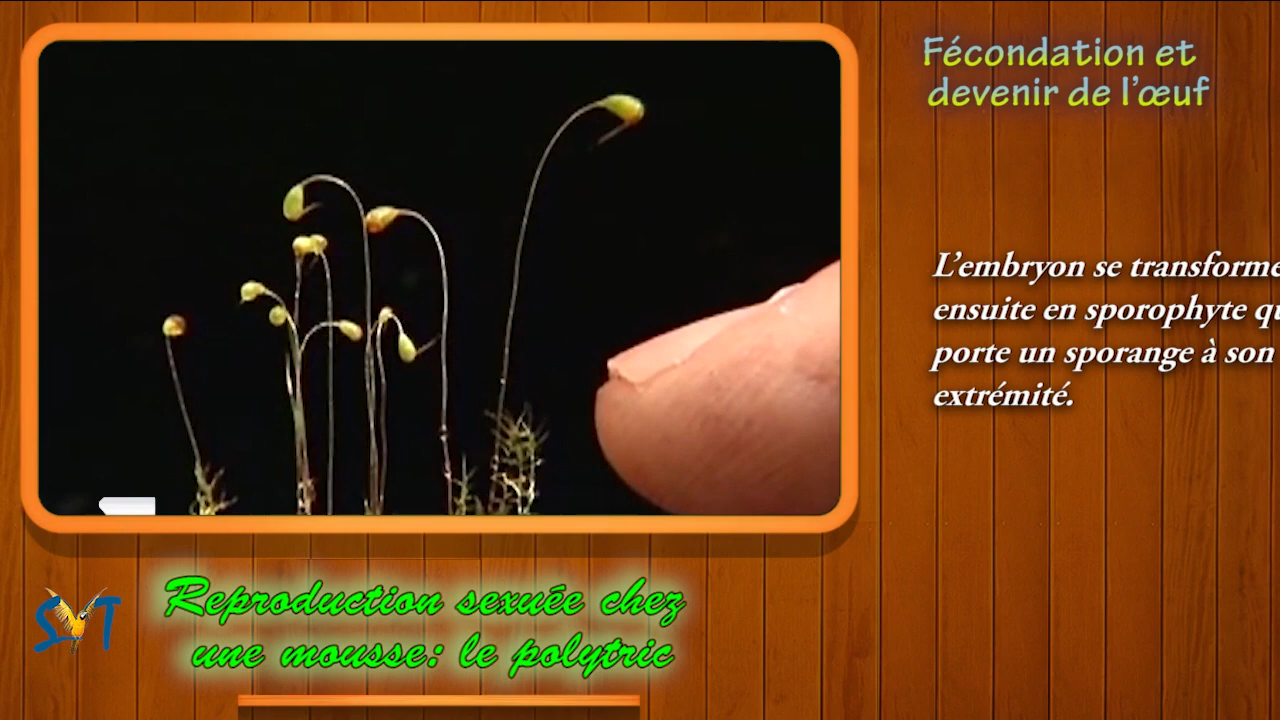 Fécondation et
devenir de l'œuf
L'embryon se transforme
ensuite en sporophyte
porte un sporange à son
extrémité.
Reproduction sexuée chez
une mousse: le polytric
SVT